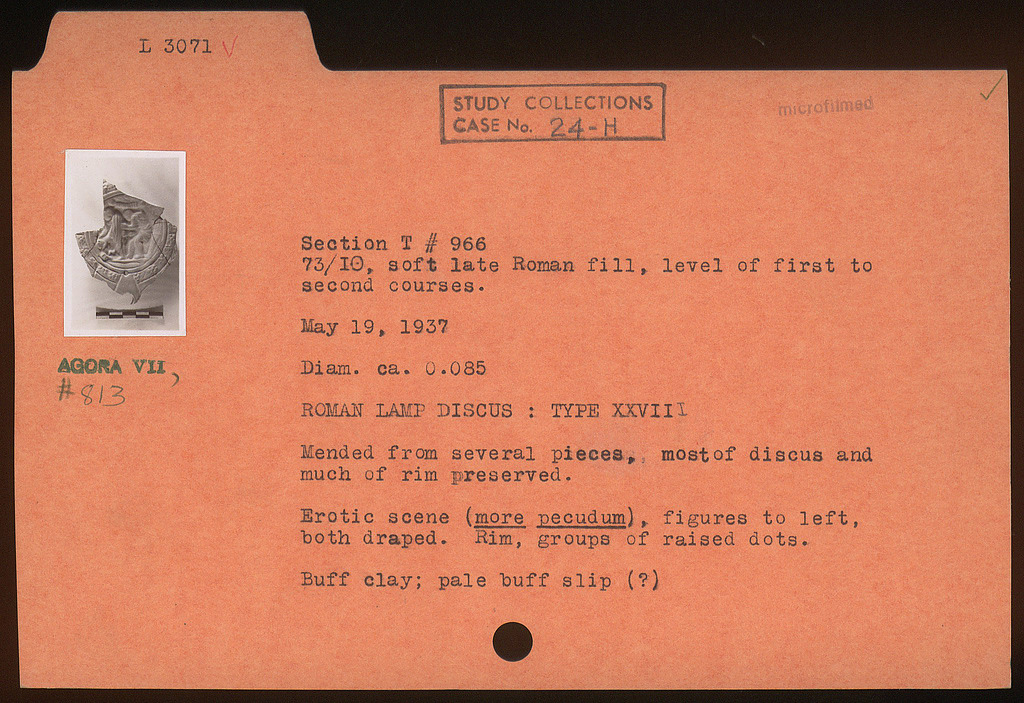 L 3071 √
STUDY COLLECTIONS
CASE No. 24-H
microfilmed
Section T # 966
73/IΘ, soft late Roman fill, level of first to
second courses.
May 19, 1937
AGORA VII,
#813
Diam. ca. 0.085
ROMAN LAMP DISCUS : TYPE XXVIII
Mended from several pieces, mostof discus and
much of rim preserved.
Erotic scene (more pecudum), figures to left,
both draped. Rim, groups of raised dots.
Buff clay; pale buff slip (?)